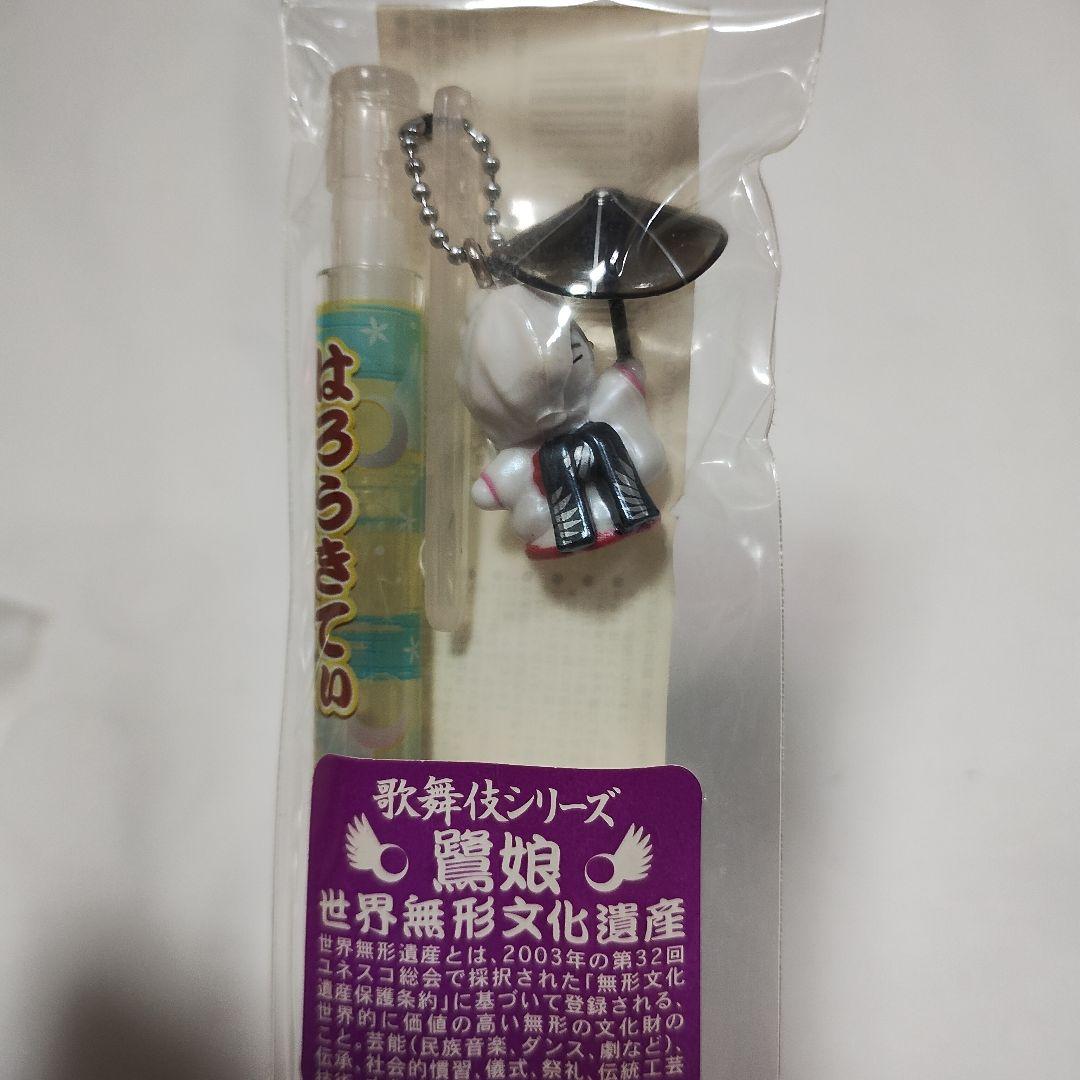 はろうきてぃ
歌舞伎シリーズ
鷺娘
世界無形文化遺産
世界無形遺産とは、2003年の第32回
ユネスコ総会で採択された「無形文化
遺産保護条約」に基づいて登録される、
世界的に価値の高い無形の文化財の
こと。芸能(民族音楽、ダンス、劇など)、
伝承、社会的慣習、儀式、祭礼、伝統工芸